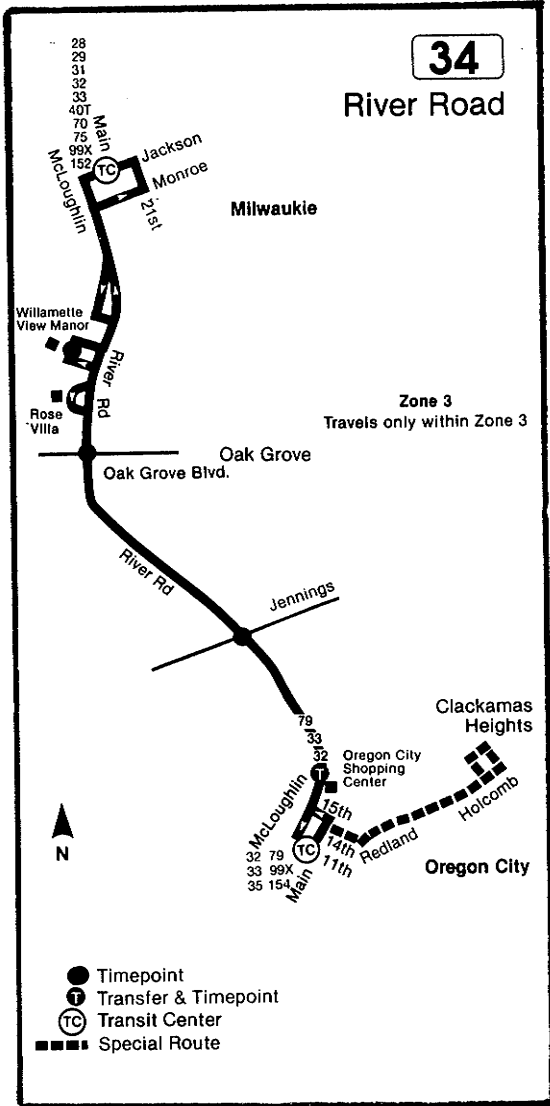 34
River Road
28
29
31
32
33
40T
70
75
99X
152
Main
TC
Jackson
Monroe
21st
McLoughlin
Milwaukie
Willamette
View Manor
River Rd
Rose
Villa
Zone 3
Travels only within Zone 3
Oak Grove
Oak Grove Blvd.
River Rd
Jennings
79
33
32
T
Oregon City
Shopping
Center
Clackamas
Heights
Holcomb
Redland
McLoughlin
15th
14th
11th
TC
Main
32 79
33 99X
35 154
Oregon City
N
Timepoint
T Transfer & Timepoint
TC Transit Center
Special Route